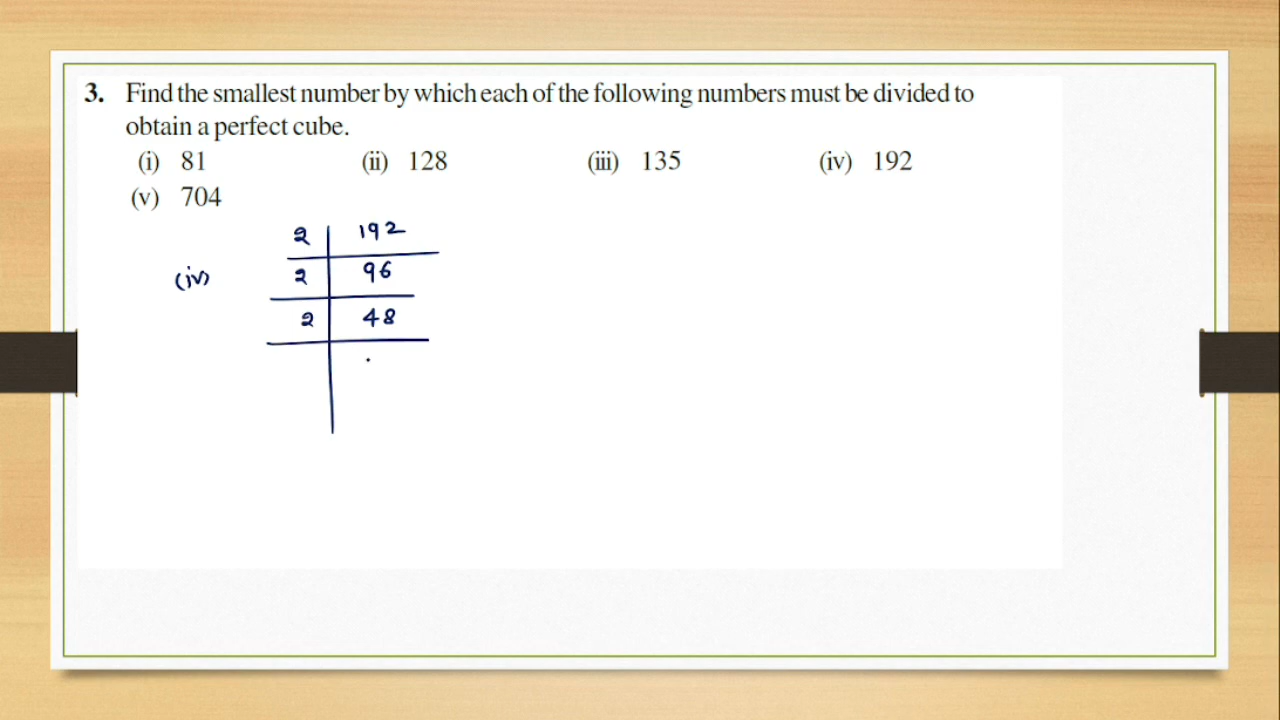 3. Find the smallest number by which each of the following numbers must be divided to
obtain a perfect cube.
(i) 81 (ii) 128 (iii) 135 (iv) 192
(v) 704
2 192
(iv) 2 96
2 48